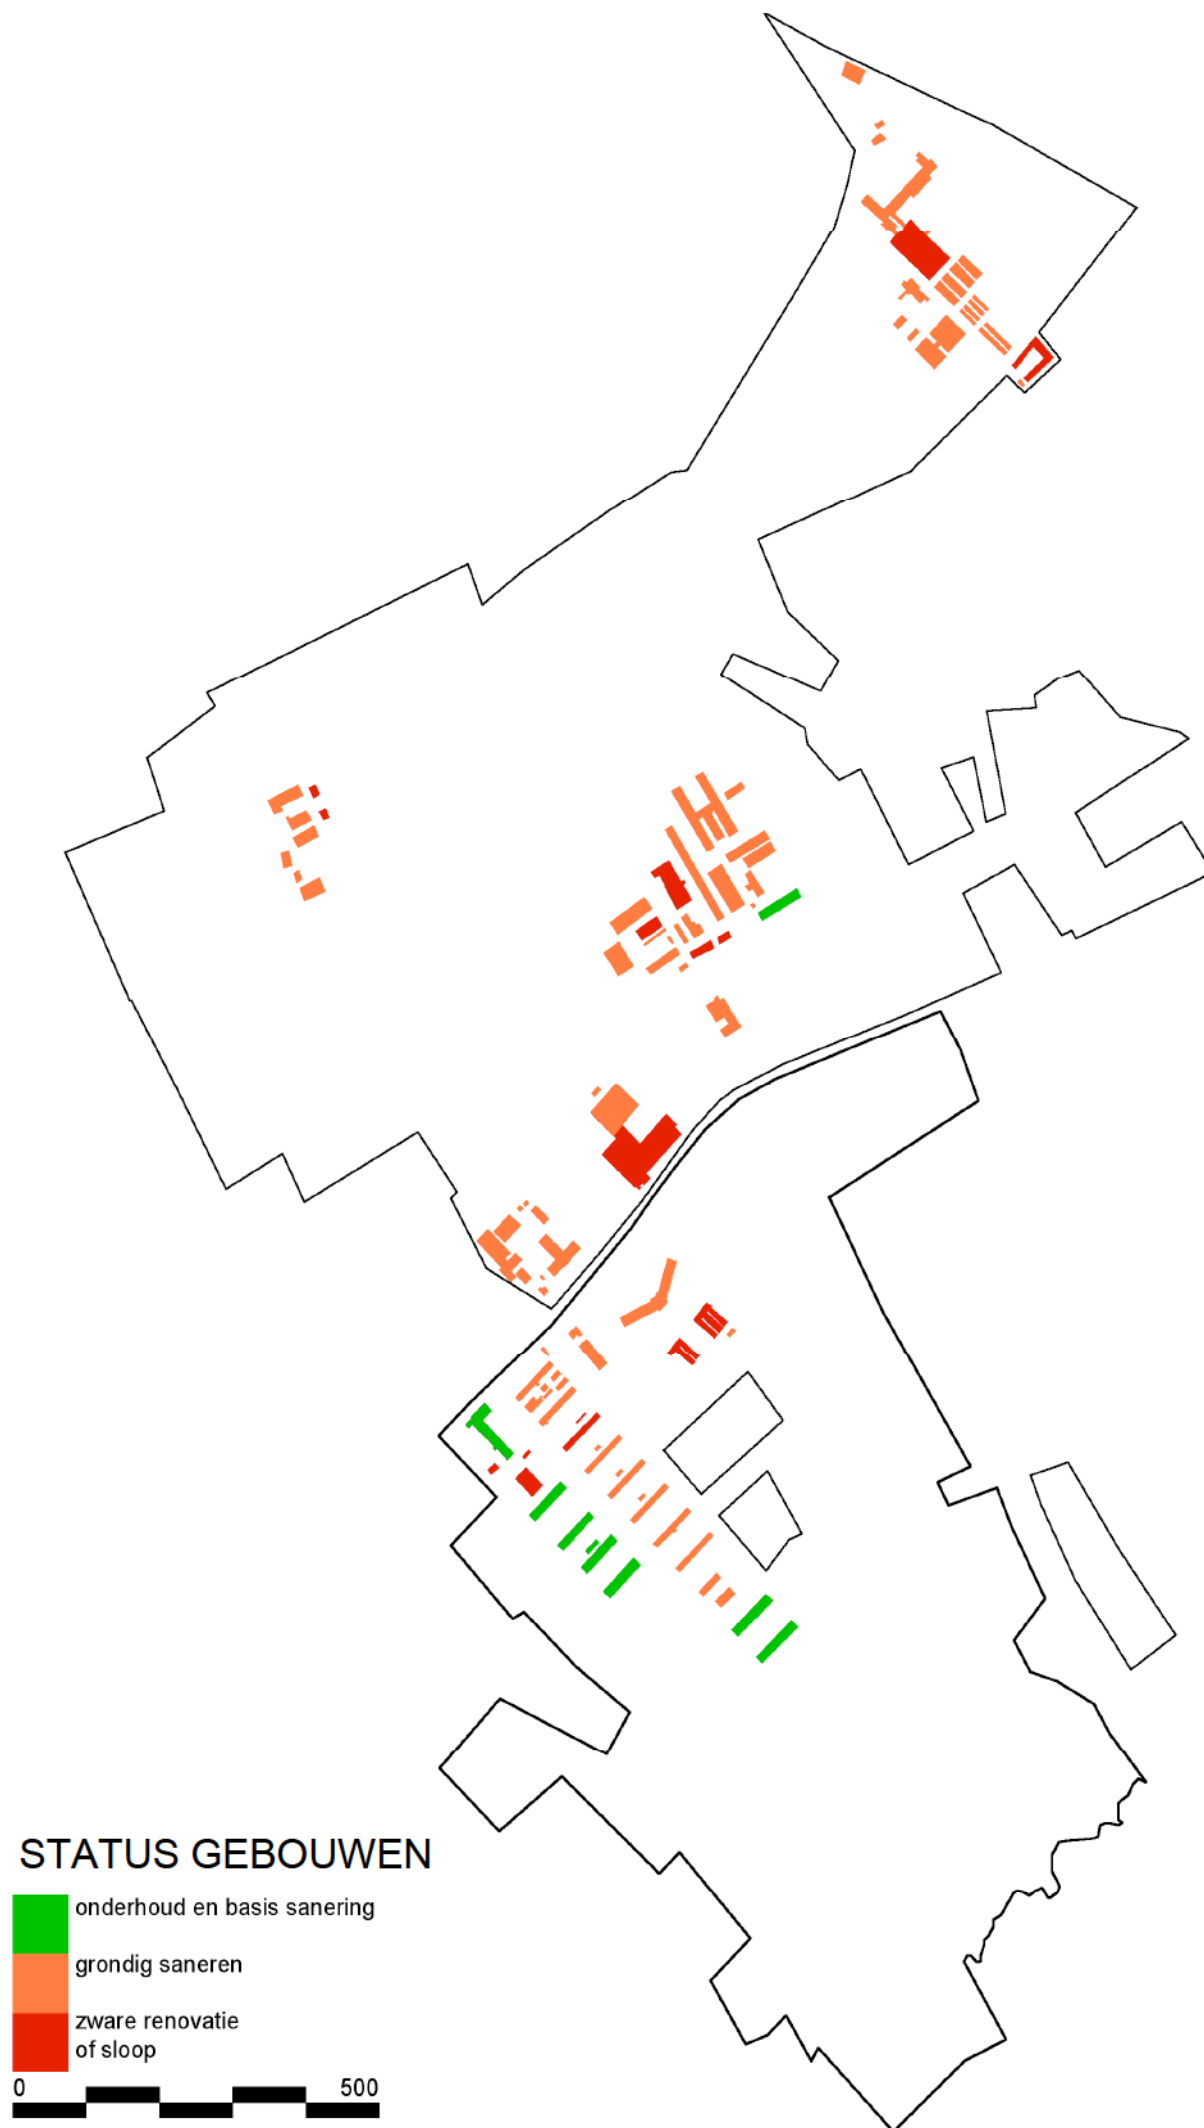 STATUS GEBOUWEN
onderhoud en basis sanering
grondig saneren
zware renovatie
of sloop
0 500